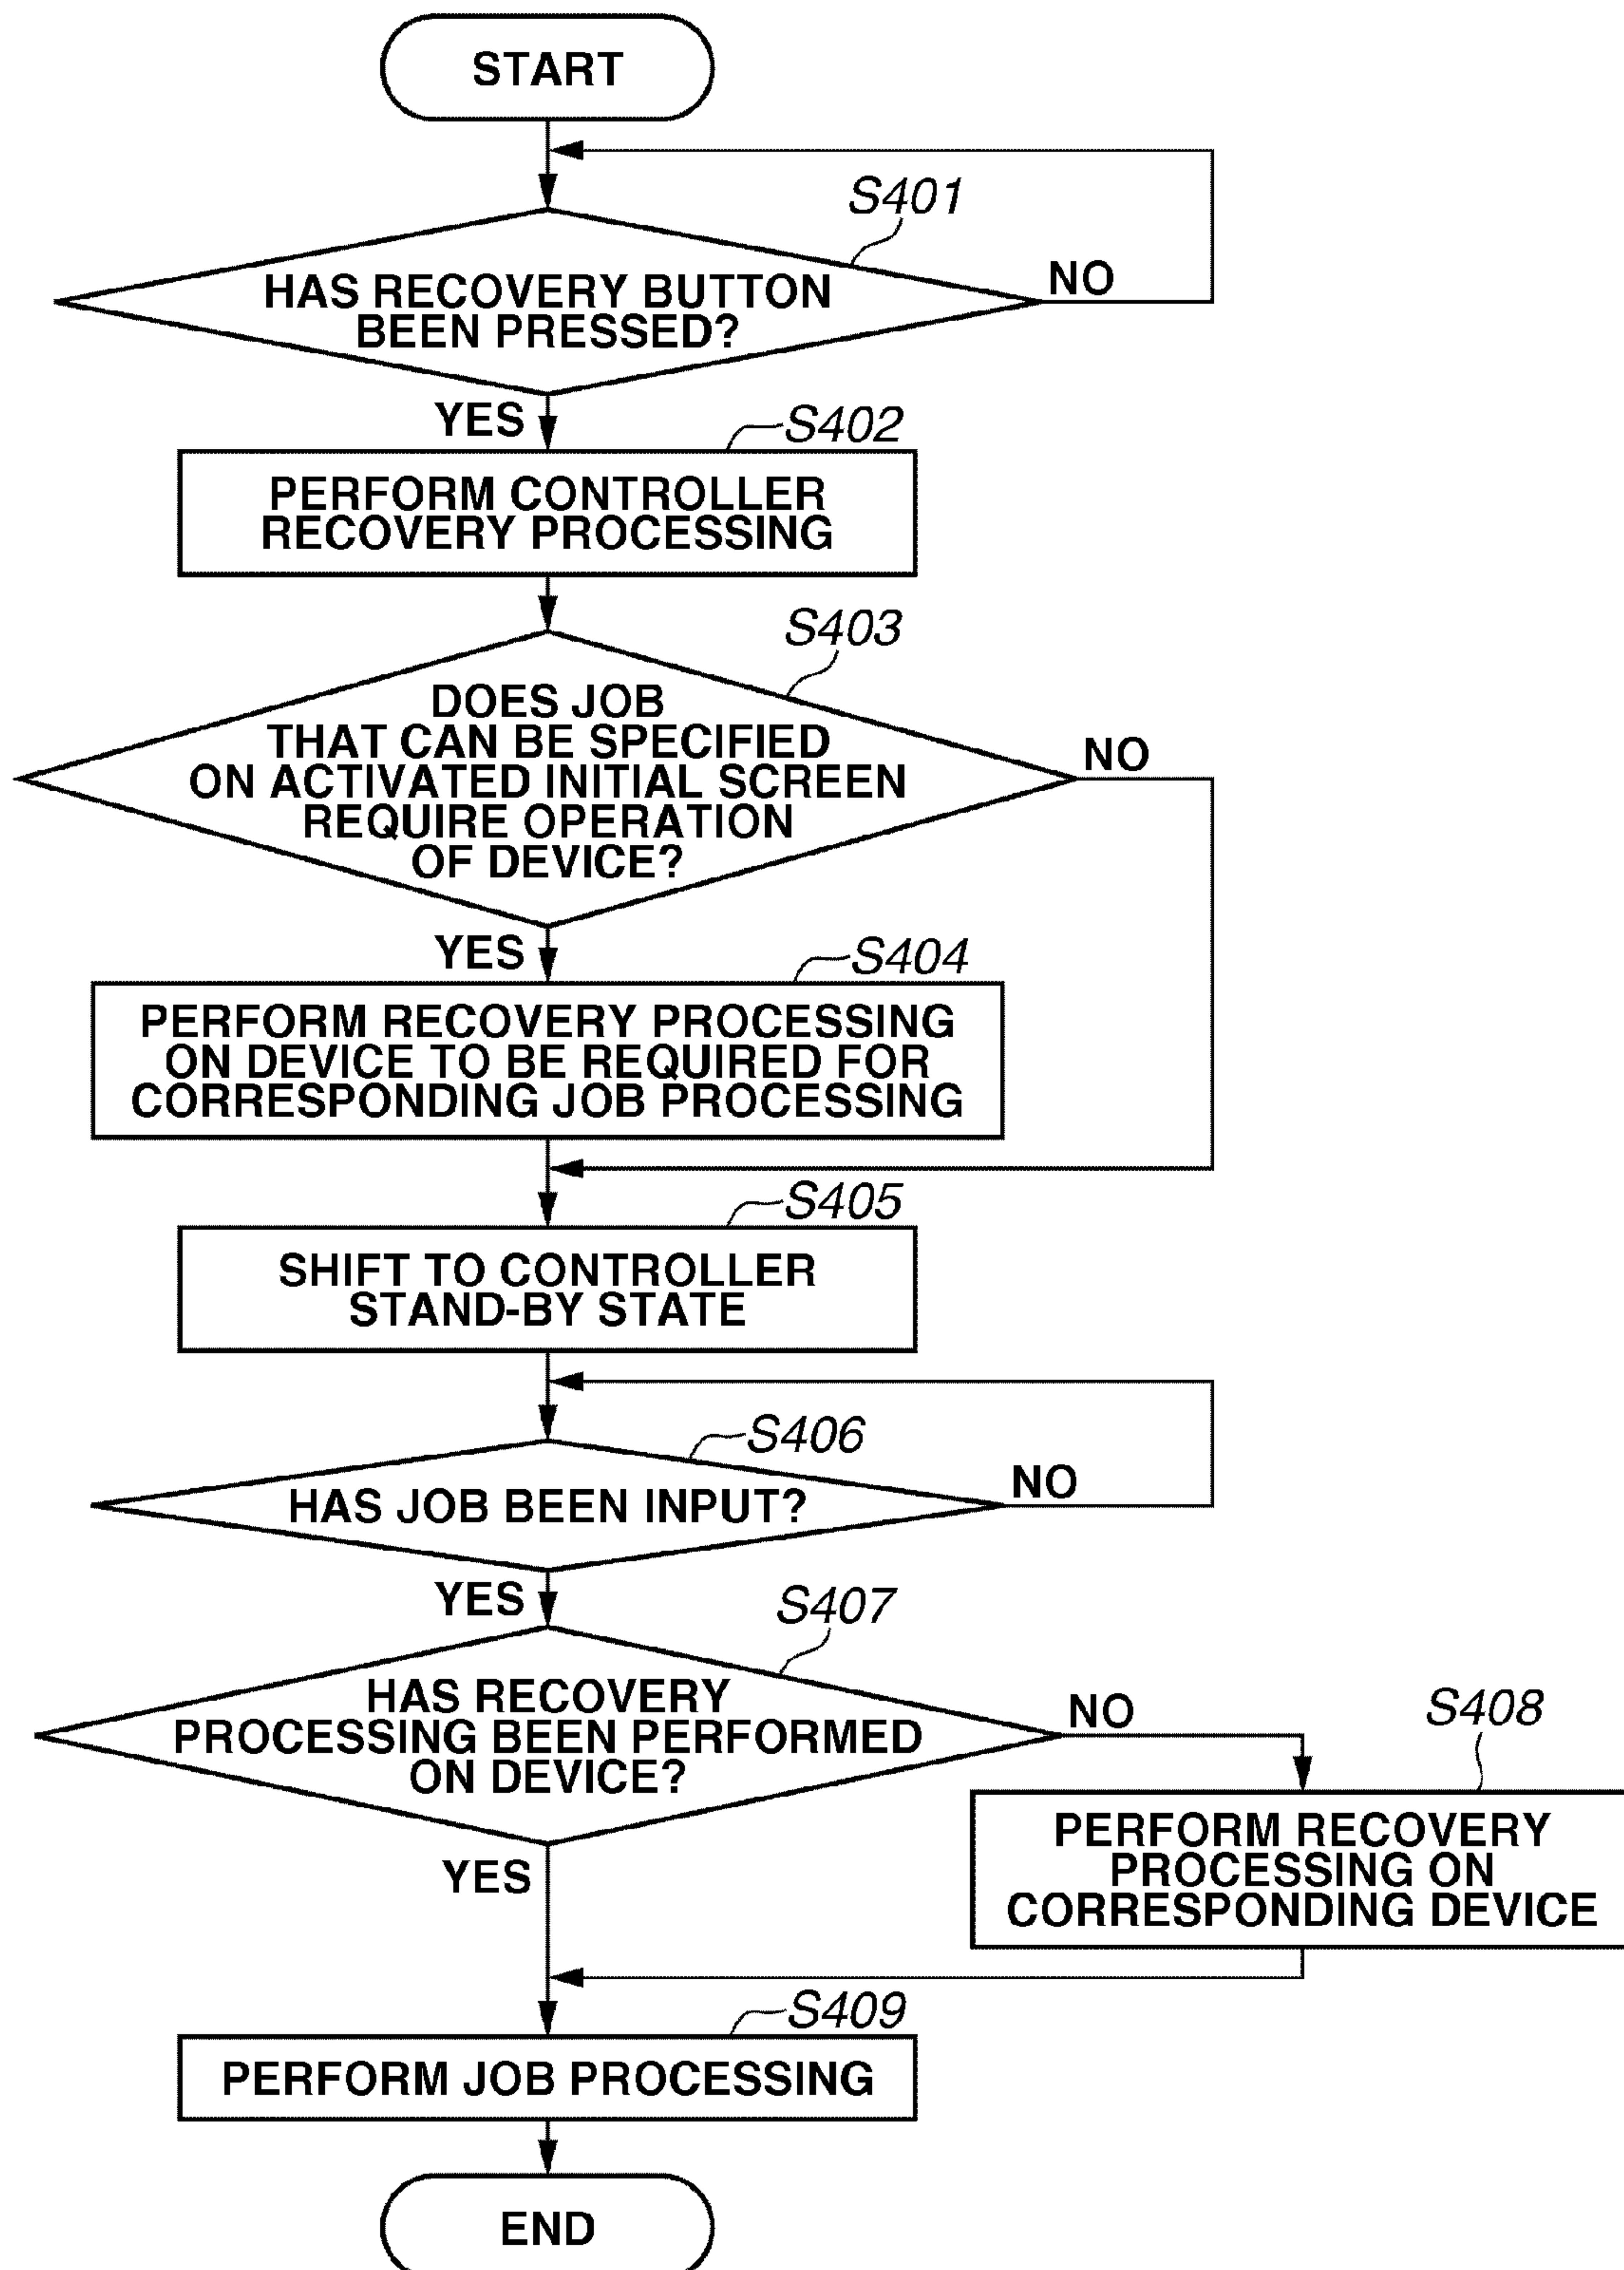 START
S401
HAS RECOVERY BUTTON
BEEN PRESSED?
NO
YES
S402
PERFORM CONTROLLER
RECOVERY PROCESSING
S403
DOES JOB
THAT CAN BE SPECIFIED
ON ACTIVATED INITIAL SCREEN
REQUIRE OPERATION
OF DEVICE?
NO
YES
S404
PERFORM RECOVERY PROCESSING
ON DEVICE TO BE REQUIRED FOR
CORRESPONDING JOB PROCESSING
S405
SHIFT TO CONTROLLER
STAND-BY STATE
S406
HAS JOB BEEN INPUT?
NO
YES
S407
HAS RECOVERY
PROCESSING BEEN PERFORMED
ON DEVICE?
NO
S408
PERFORM RECOVERY
PROCESSING ON
CORRESPONDING DEVICE
YES
S409
PERFORM JOB PROCESSING
END